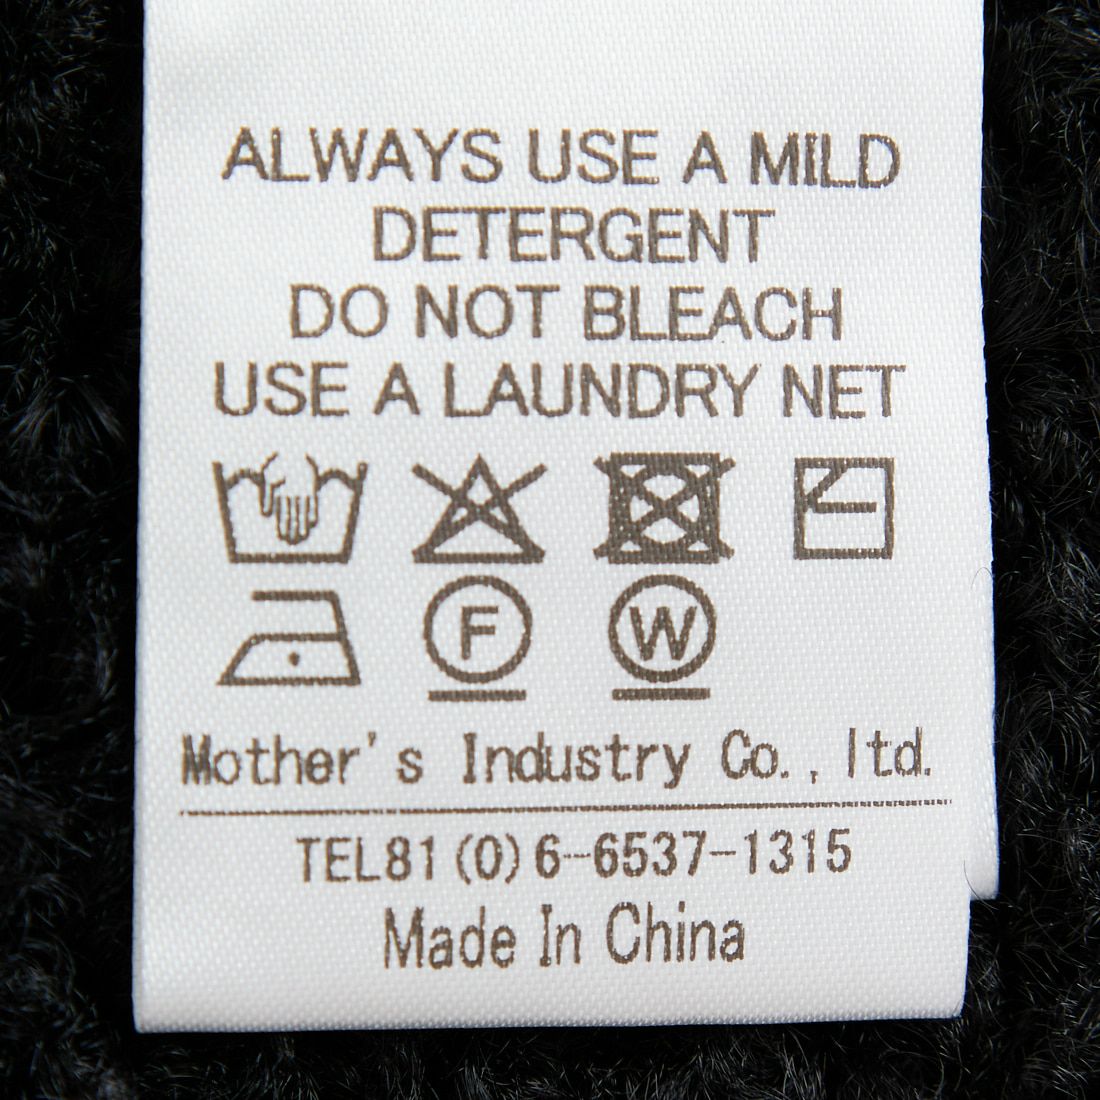 ALWAYS USE A MILD
DETERGENT
DO NOT BLEACH
USE A LAUNDRY NET
F W
Mother's Industry Co., ltd.
TEL81(0)6-6537-1315
Made In China